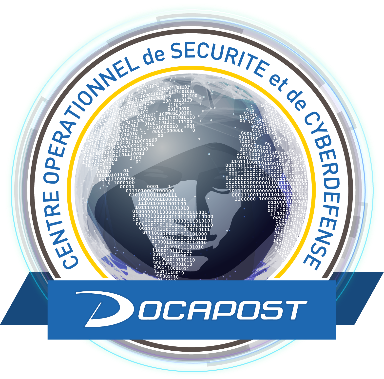 CENTRE OPERATIONNEL de SECURITE et de CYBERDEFENSE
DOCAPOST